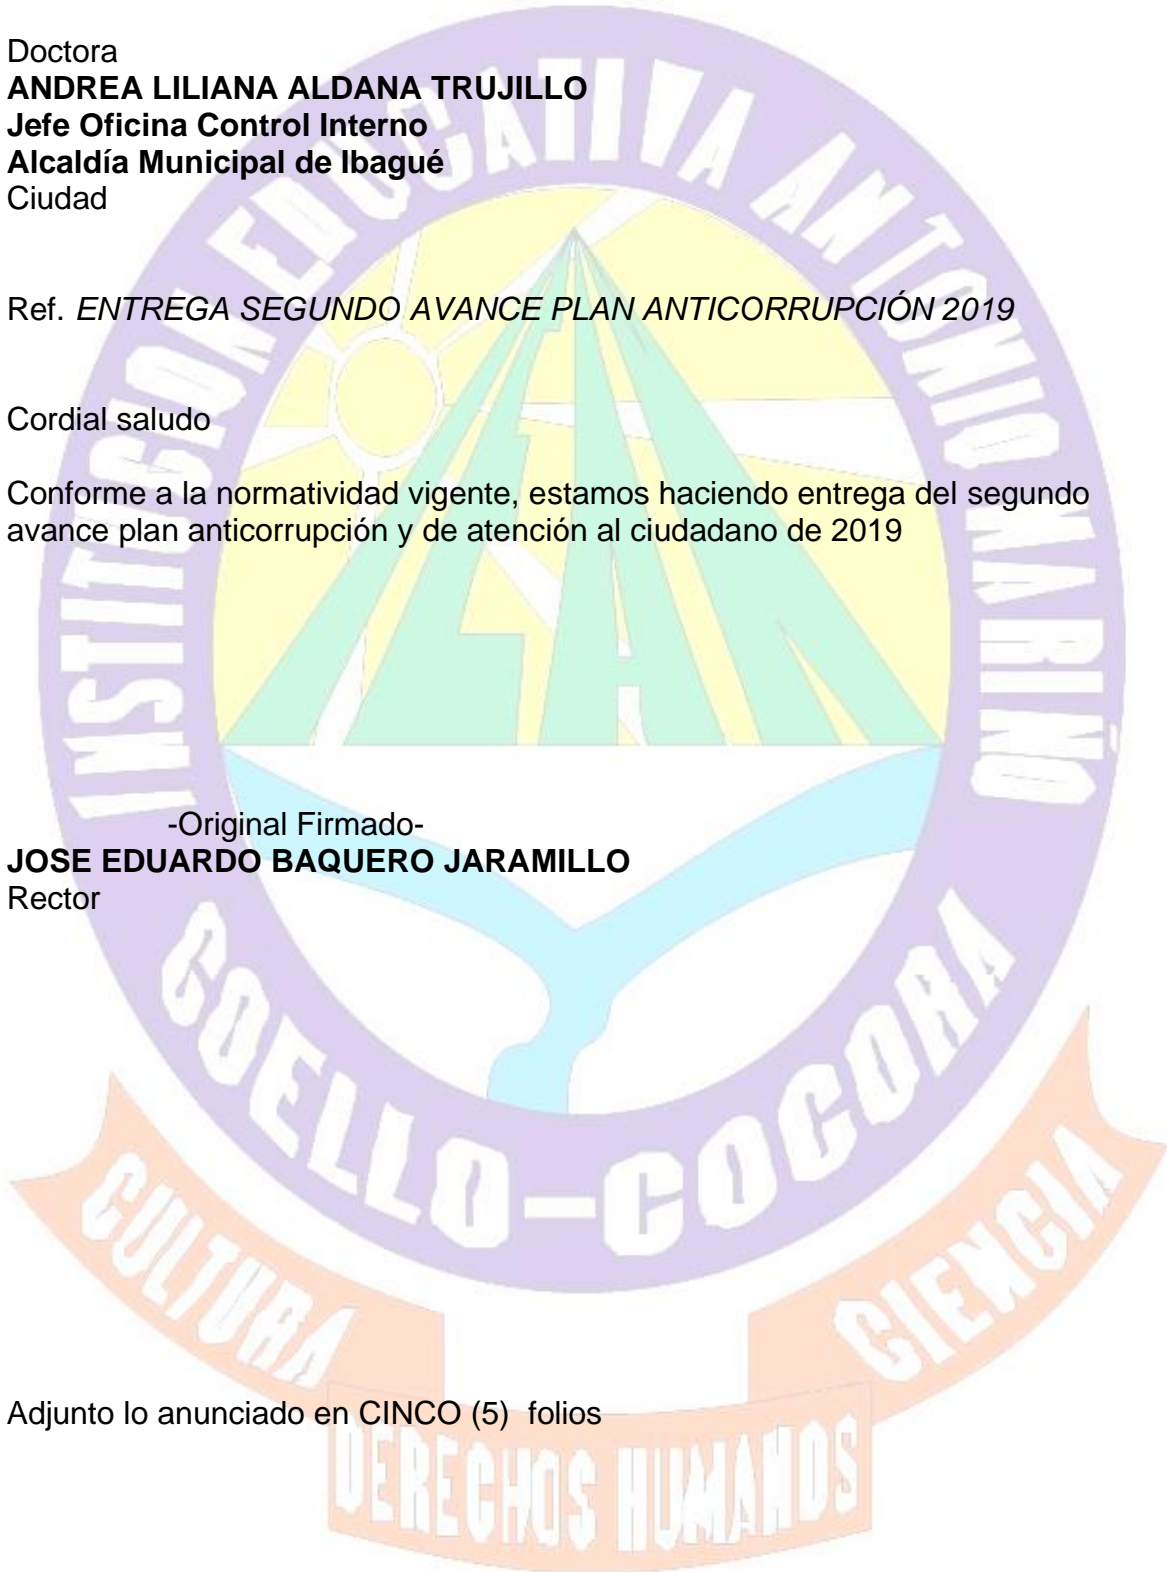 Doctora
ANDREA LILIANA ALDANA TRUJILLO
Jefe Oficina Control Interno
Alcaldía Municipal de Ibagué
Ciudad
Ref. ENTREGA SEGUNDO AVANCE PLAN ANTICORRUPCIÓN 2019
Cordial saludo
Conforme a la normatividad vigente, estamos haciendo entrega del segundo
avance plan anticorrupción y de atención al ciudadano de 2019
-Original Firmado-
JOSE EDUARDO BAQUERO JARAMILLO
Rector
Adjunto lo anunciado en CINCO (5) folios
INSTITUCION EDUCATIVA ANTONIO NARIÑO
COELLO-COCORA
CULTURA
CIENCIA
DERECHOS HUMANOS